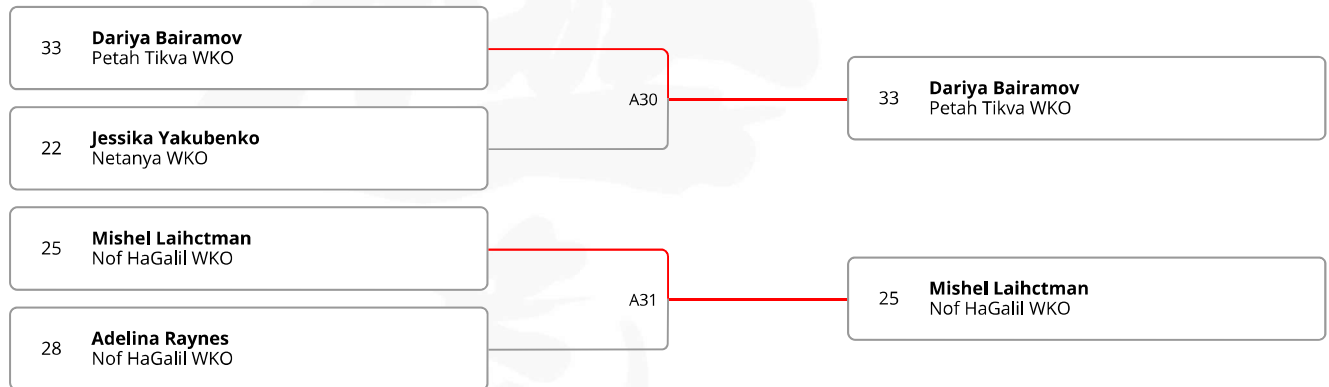 33
Dariya Bairamov
Petah Tikva WKO
22
Jessika Yakubenko
Netanya WKO
A30
33
Dariya Bairamov
Petah Tikva WKO
25
Mishel Laihctman
Nof HaGalil WKO
28
Adelina Raynes
Nof HaGalil WKO
A31
25
Mishel Laihctman
Nof HaGalil WKO